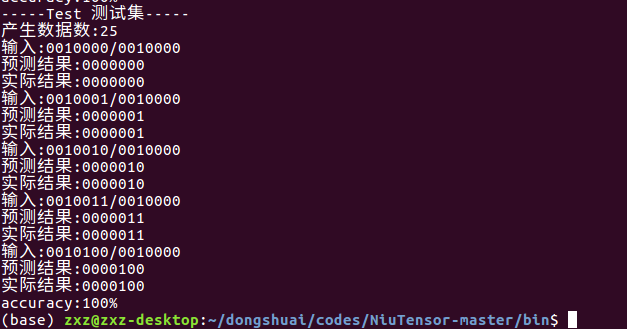 accuracy:100%
-----Test 测试集-----
产生数据数:25
输入:0010000/0010000
预测结果:0000000
实际结果:0000000
输入:0010001/0010000
预测结果:0000001
实际结果:0000001
输入:0010010/0010000
预测结果:0000010
实际结果:0000010
输入:0010011/0010000
预测结果:0000011
实际结果:0000011
输入:0010100/0010000
预测结果:0000100
实际结果:0000100
accuracy:100%
(base) zxz@zxz-desktop:~/dongshuai/codes/NiuTensor-master/bin$